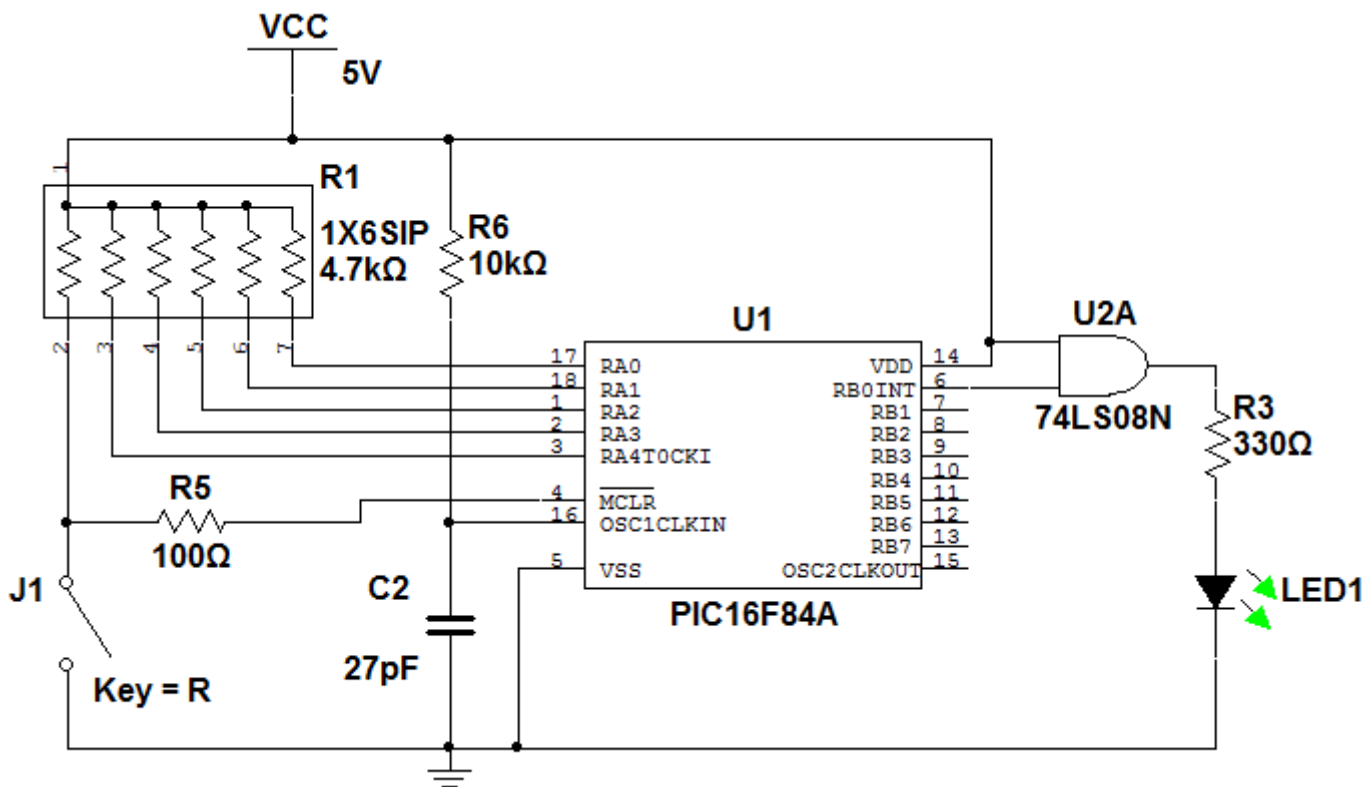 VCC
5V
1
R1
1X6SIP
4.7kΩ
2
3
4
5
6
7
R6
10kΩ
U1
17 RA0
18 RA1
1 RA2
2 RA3
3 RA4T0CKI
4 MCLR
16 OSC1CLKIN
5 VSS
VDD 14
RB0INT 6
RB1 7
RB2 8
RB3 9
RB4 10
RB5 11
RB6 12
RB7 13
OSC2CLKOUT 15
PIC16F84A
U2A
74LS08N
R3
330Ω
R5
100Ω
J1
Key = R
C2
27pF
LED1